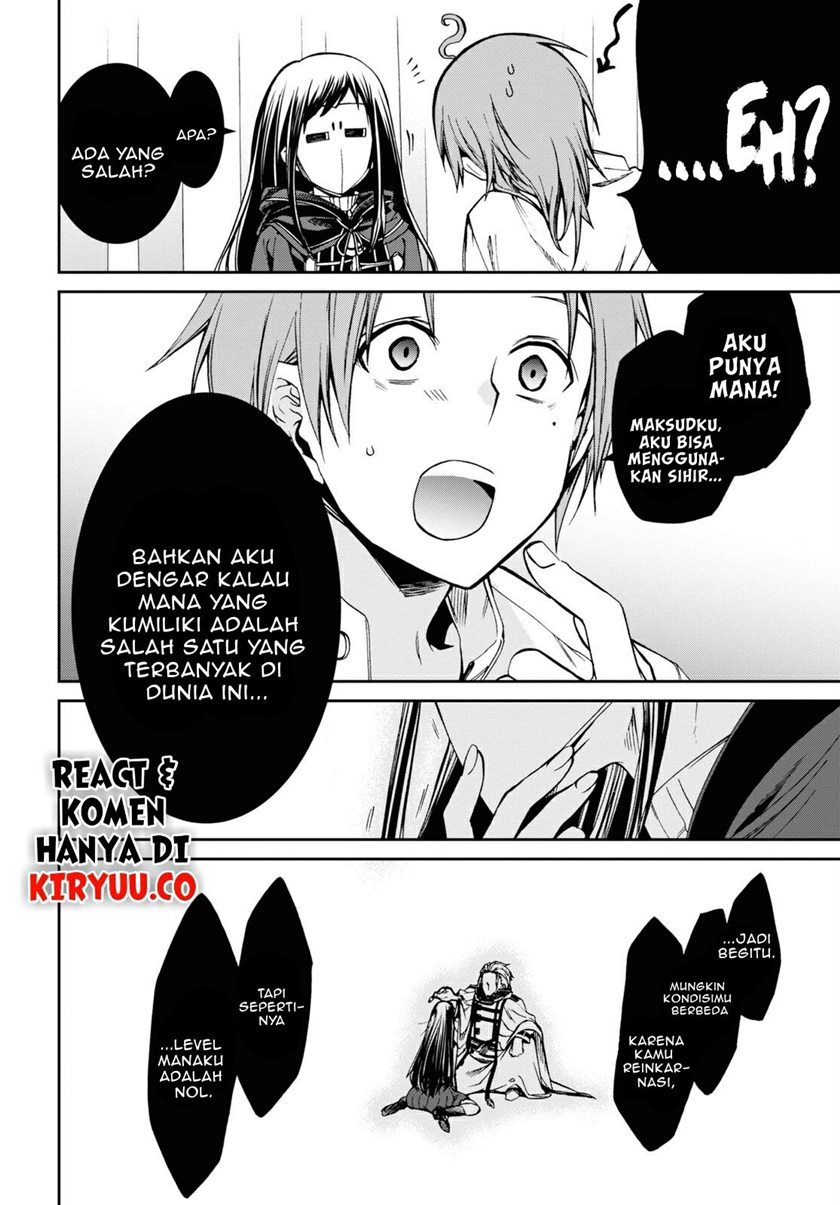 ....EH?
APA?
ADA YANG
SALAH?
AKU
PUNYA
MANA!
MAKSUDKU,
AKU BISA
MENGGUNA-
KAN SIHIR...
BAHKAN AKU
DENGAR KALAU
MANA YANG
KUMILIKI ADALAH
SALAH SATU YANG
TERBANYAK DI
DUNIA INI...
REACT &
KOMEN
HANYA DI
KIRYUU.CO
...JADI
BEGITU.
MUNGKIN
KONDISIMU
BERBEDA
KARENA
KAMU
REINKAR-
NASI,
TAPI
SEPERTI-
NYA
...LEVEL
MANAKU
ADALAH
NOL.